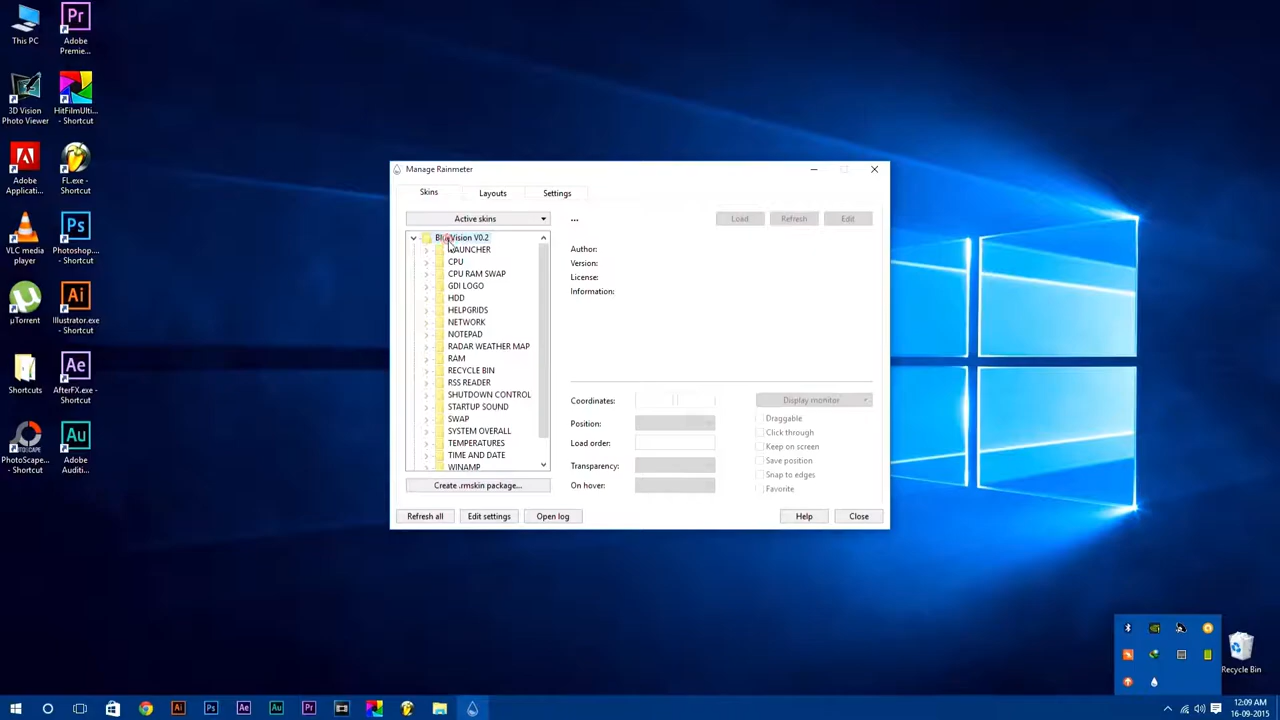 This PC
Adobe
Premie...
3D Vision
Photo Viewer
HitFilmUlti...
- Shortcut
Adobe
Applicati...
FL.exe -
Shortcut
VLC media
player
Photoshop....
- Shortcut
µTorrent
Illustrator.exe
- Shortcut
Shortcuts
AfterFX.exe
- Shortcut
PhotoScape...
- Shortcut
Adobe
Auditi...
Manage Rainmeter
Skins
Layouts
Settings
Active skins
...
Load
Refresh
Edit
Vision V0.2
LAUNCHER
CPU
CPU RAM SWAP
GDI LOGO
HDD
HELPGRIDS
NETWORK
NOTEPAD
RADAR WEATHER MAP
RAM
RECYCLE BIN
RSS READER
SHUTDOWN CONTROL
STARTUP SOUND
SWAP
SYSTEM OVERALL
TEMPERATURES
TIME AND DATE
WINAMP
Author:
Version:
License:
Information:
Coordinates:
Display monitor
Position:
Load order:
Transparency:
On hover:
Draggable
Click through
Keep on screen
Save position
Snap to edges
Favorite
Create .rmskin package...
Refresh all
Edit settings
Open log
Help
Close
Recycle Bin
12:09 AM
16-09-2015